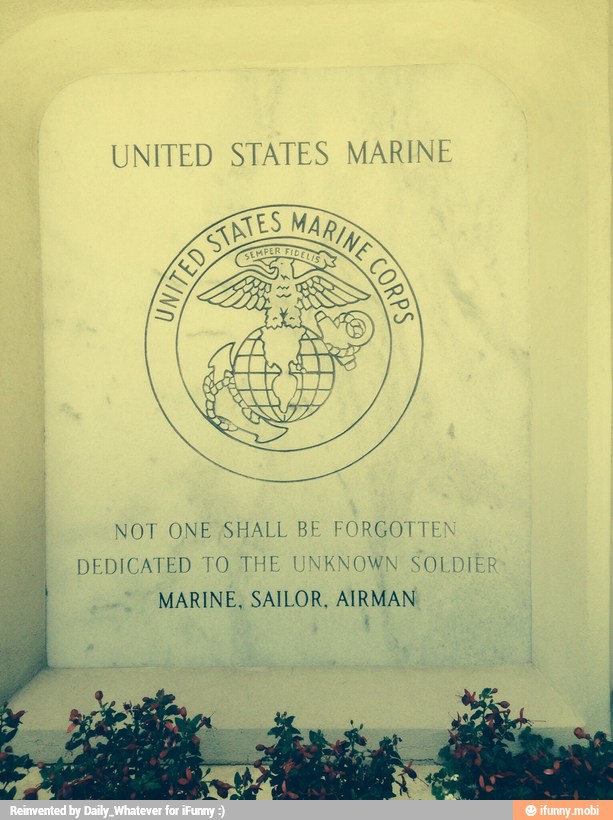 UNITED STATES MARINE
UNITED STATES MARINE CORPS
SEMPER FIDELIS
NOT ONE SHALL BE FORGOTTEN
DEDICATED TO THE UNKNOWN SOLDIER
MARINE, SAILOR, AIRMAN
Reinvented by Daily_Whatever for iFunny :)
ifunny.mobi